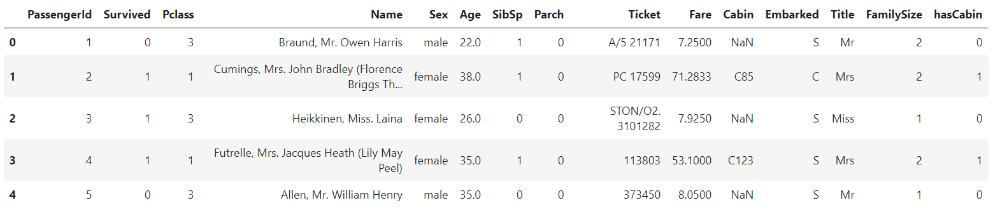 PassengerId Survived Pclass Name Sex Age SibSp Parch Ticket Fare Cabin Embarked Title FamilySize hasCabin
0 1 0 3 Braund, Mr. Owen Harris male 22.0 1 0 A/5 21171 7.2500 NaN S Mr 2 0
1 2 1 1 Cumings, Mrs. John Bradley (Florence Briggs Th... female 38.0 1 0 PC 17599 71.2833 C85 C Mrs 2 1
2 3 1 3 Heikkinen, Miss. Laina female 26.0 0 0 STON/O2. 3101282 7.9250 NaN S Miss 1 0
3 4 1 1 Futrelle, Mrs. Jacques Heath (Lily May Peel) female 35.0 1 0 113803 53.1000 C123 S Mrs 2 1
4 5 0 3 Allen, Mr. William Henry male 35.0 0 0 373450 8.0500 NaN S Mr 1 0